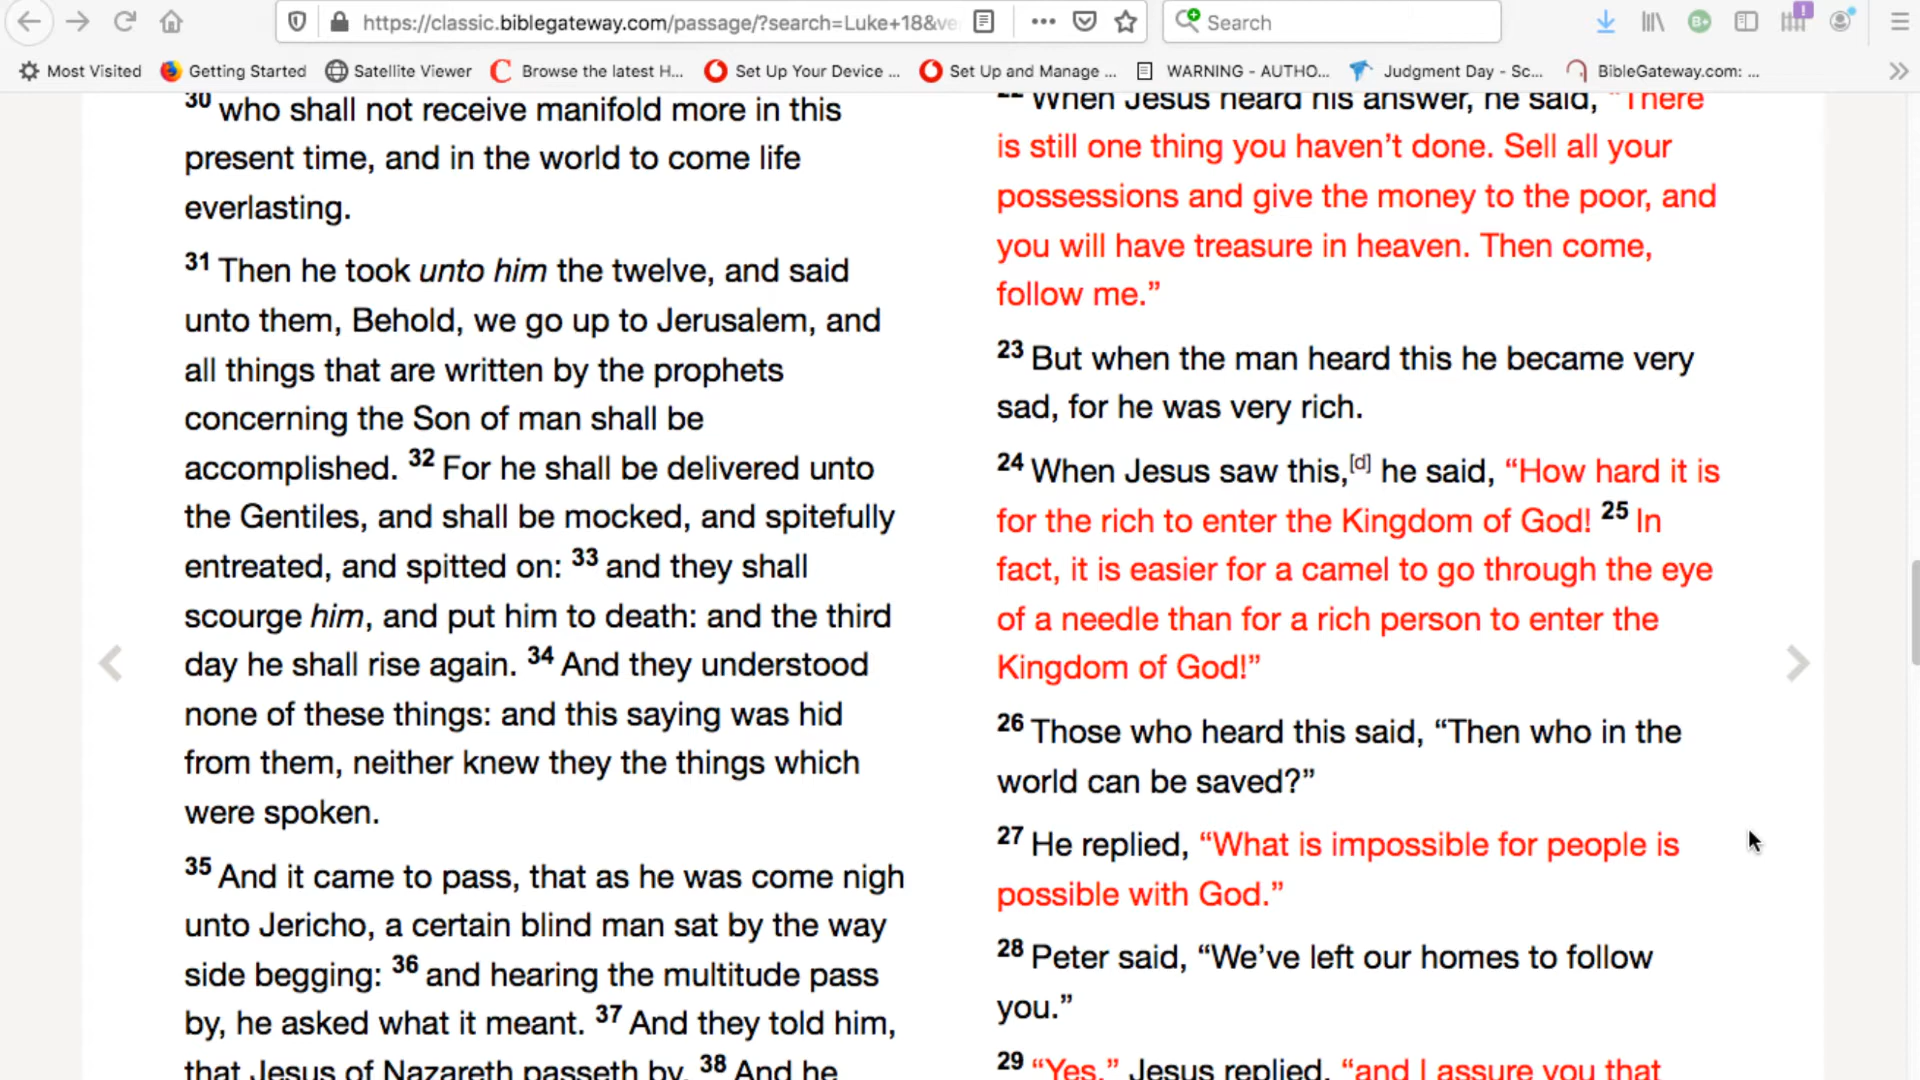 https://classic.biblegateway.com/passage/?search=Luke+18&ve
Search
Most Visited
Getting Started
Satellite Viewer
Browse the latest H...
Set Up Your Device ...
Set Up and Manage ...
WARNING - AUTHO...
Judgment Day - Sc...
BibleGateway.com: ...
30 who shall not receive manifold more in this
present time, and in the world to come life
everlasting.
31 Then he took unto him the twelve, and said
unto them, Behold, we go up to Jerusalem, and
all things that are written by the prophets
concerning the Son of man shall be
accomplished. 32 For he shall be delivered unto
the Gentiles, and shall be mocked, and spitefully
entreated, and spitted on: 33 and they shall
scourge him, and put him to death: and the third
day he shall rise again. 34 And they understood
none of these things: and this saying was hid
from them, neither knew they the things which
were spoken.
35 And it came to pass, that as he was come nigh
unto Jericho, a certain blind man sat by the way
side begging: 36 and hearing the multitude pass
by, he asked what it meant. 37 And they told him,
that Jesus of Nazareth passeth by. 38 And he
22 When Jesus heard his answer, he said, “There
is still one thing you haven’t done. Sell all your
possessions and give the money to the poor, and
you will have treasure in heaven. Then come,
follow me.”
23 But when the man heard this he became very
sad, for he was very rich.
24 When Jesus saw this,[d] he said, “How hard it is
for the rich to enter the Kingdom of God! 25 In
fact, it is easier for a camel to go through the eye
of a needle than for a rich person to enter the
Kingdom of God!”
26 Those who heard this said, “Then who in the
world can be saved?”
27 He replied, “What is impossible for people is
possible with God.”
28 Peter said, “We’ve left our homes to follow
you.”
29 “Yes,” Jesus replied, “and I assure you that